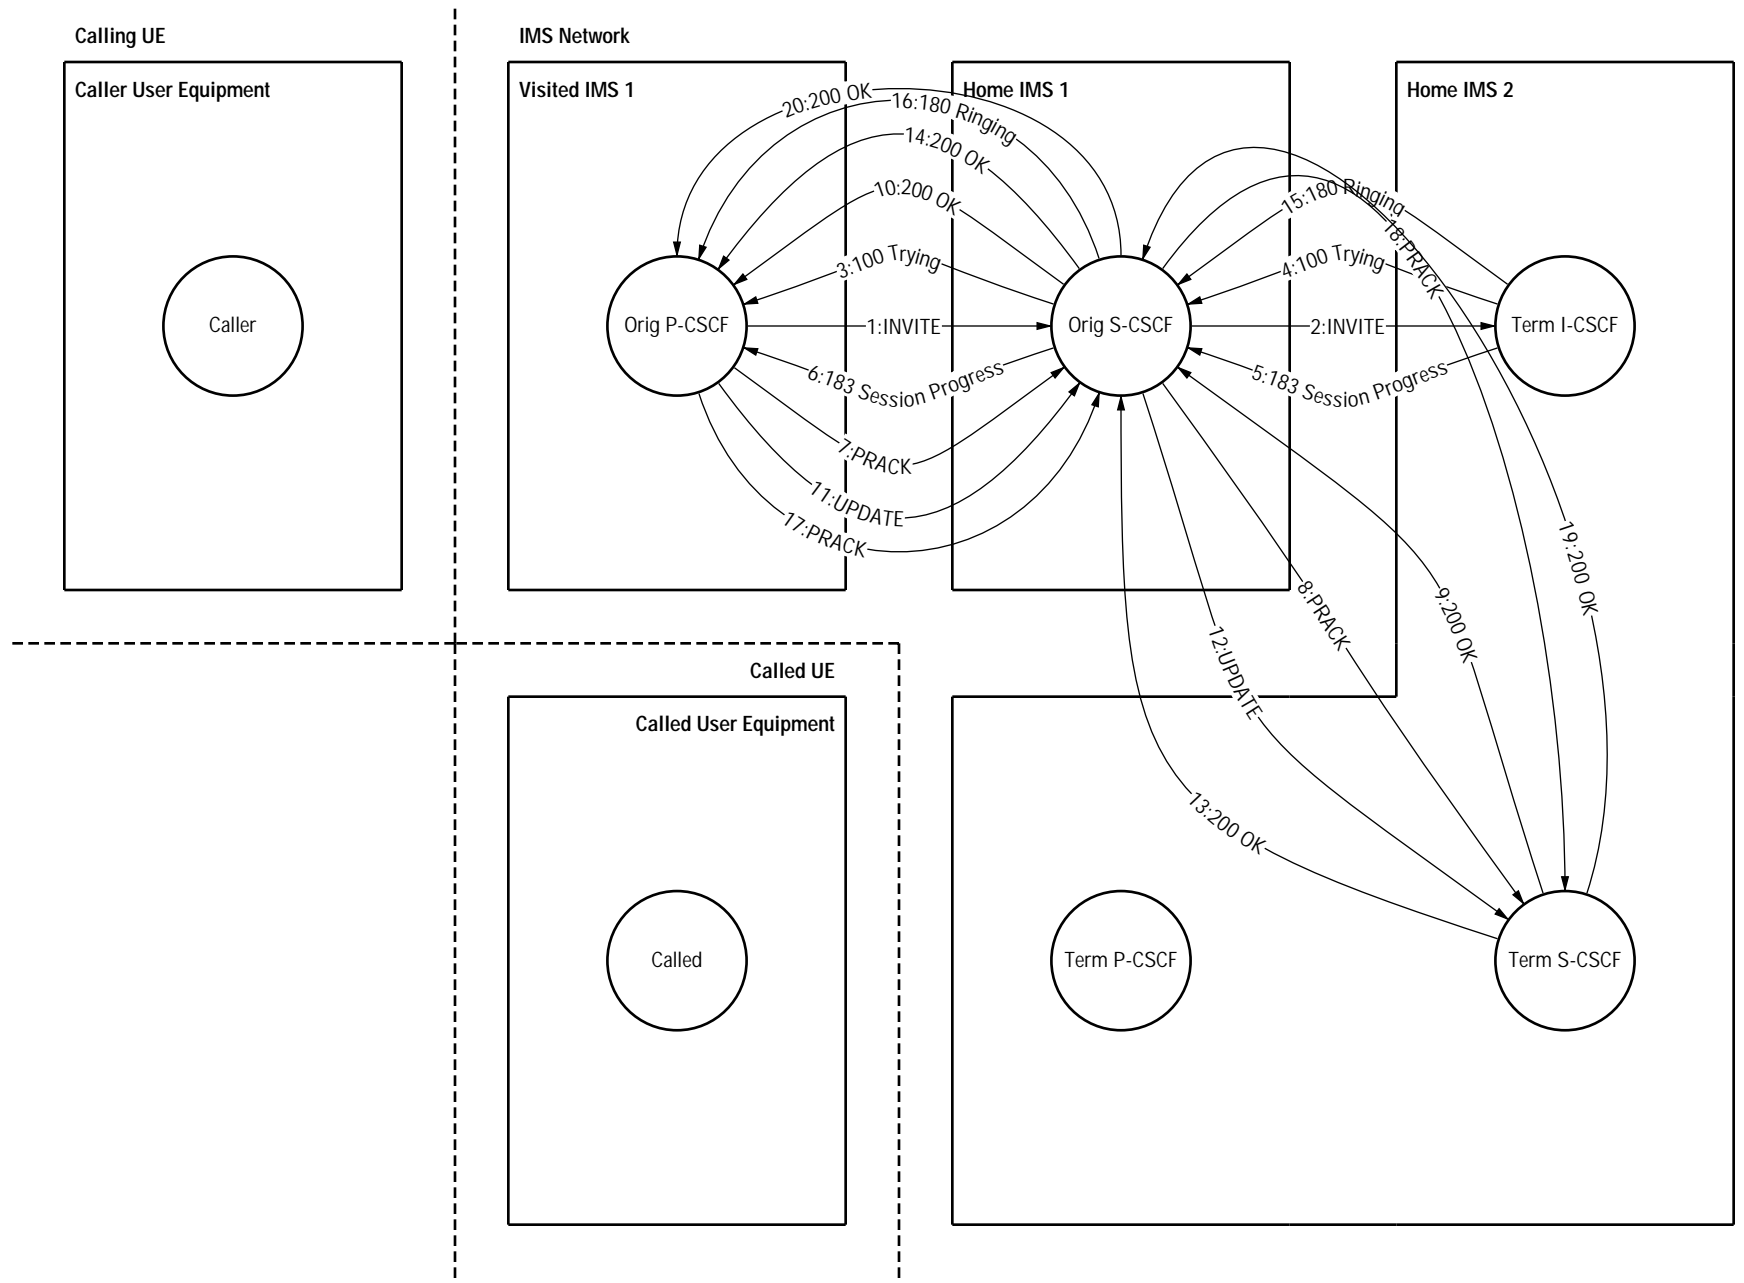 Calling UE
IMS Network
Caller User Equipment
Visited IMS 1
Home IMS 1
Home IMS 2
20:200 OK
16:180 Ringing
14:200 OK
10:200 OK
3:100 Trying
1:INVITE
6:183 Session Progress
7:PRACK
11:UPDATE
17:PRACK
15:180 Ringing
18:PRACK
4:100 Trying
2:INVITE
5:183 Session Progress
Caller
Orig P-CSCF
Orig S-CSCF
Term I-CSCF
19:200 OK
8:PRACK
9:200 OK
12:UPDATE
13:200 OK
Called UE
Called User Equipment
Called
Term P-CSCF
Term S-CSCF